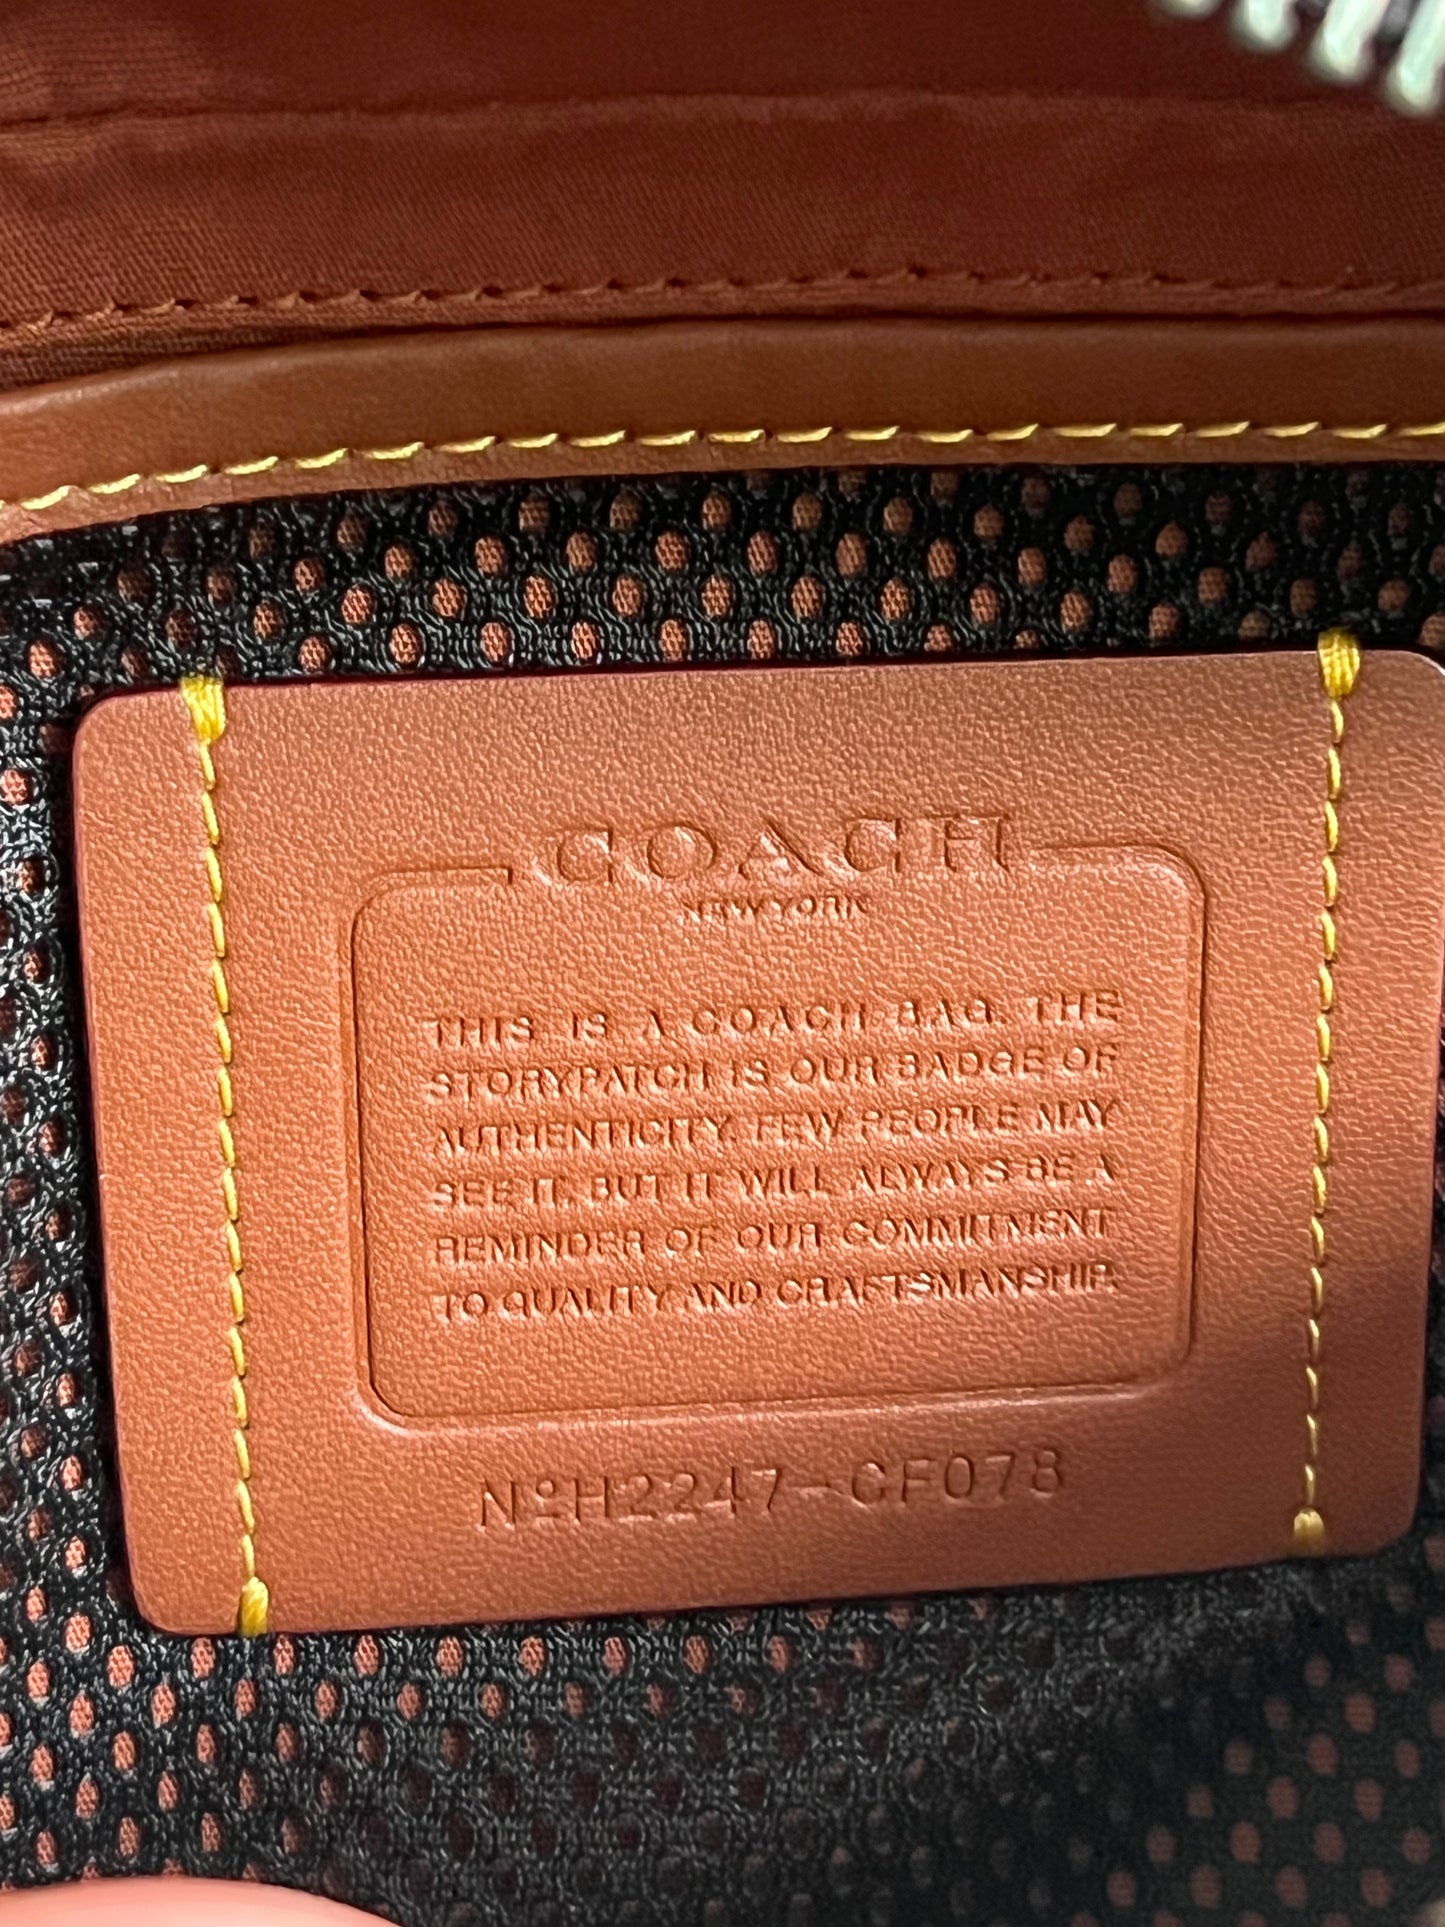 COACH
NEW YORK
THIS IS A COACH BAG. THE
STORYPATCH IS OUR BADGE OF
AUTHENTICITY. FEW PEOPLE MAY
SEE IT, BUT IT WILL ALWAYS BE A
REMINDER OF OUR COMMITMENT
TO QUALITY AND CRAFTSMANSHIP.
NºH2247-CF078